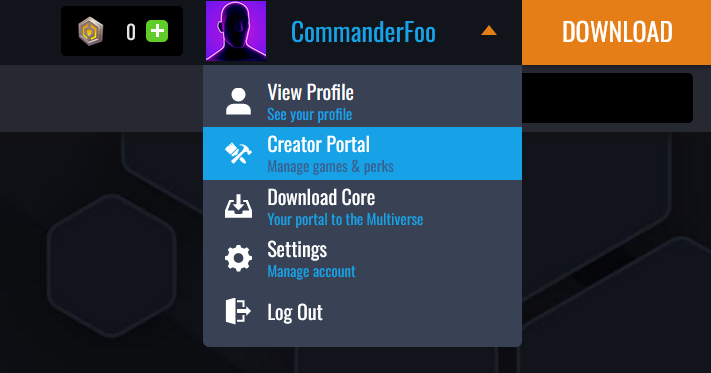 0
CommanderFoo
DOWNLOAD
View Profile
See your profile
Creator Portal
Manage games & perks
Download Core
Your portal to the Multiverse
Settings
Manage account
Log Out